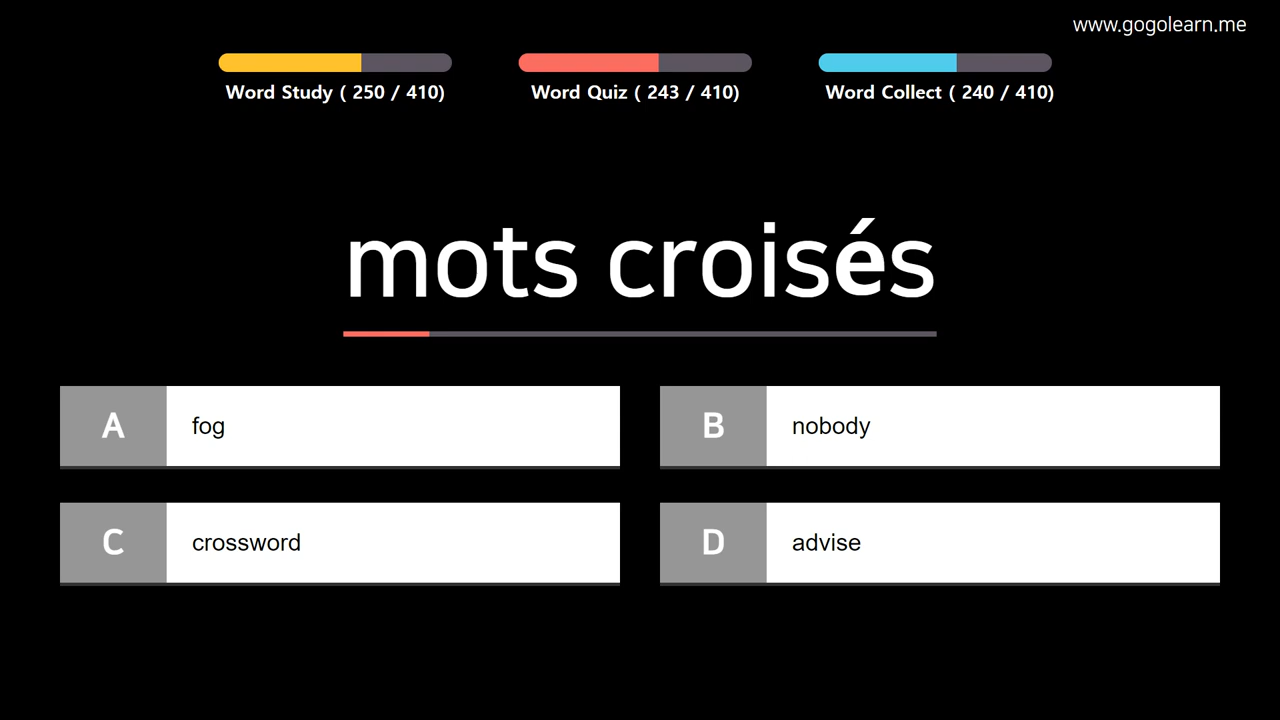 www.gogolearn.me
Word Study ( 250 / 410)
Word Quiz ( 243 / 410)
Word Collect ( 240 / 410)
mots croisés
A
fog
B
nobody
C
crossword
D
advise